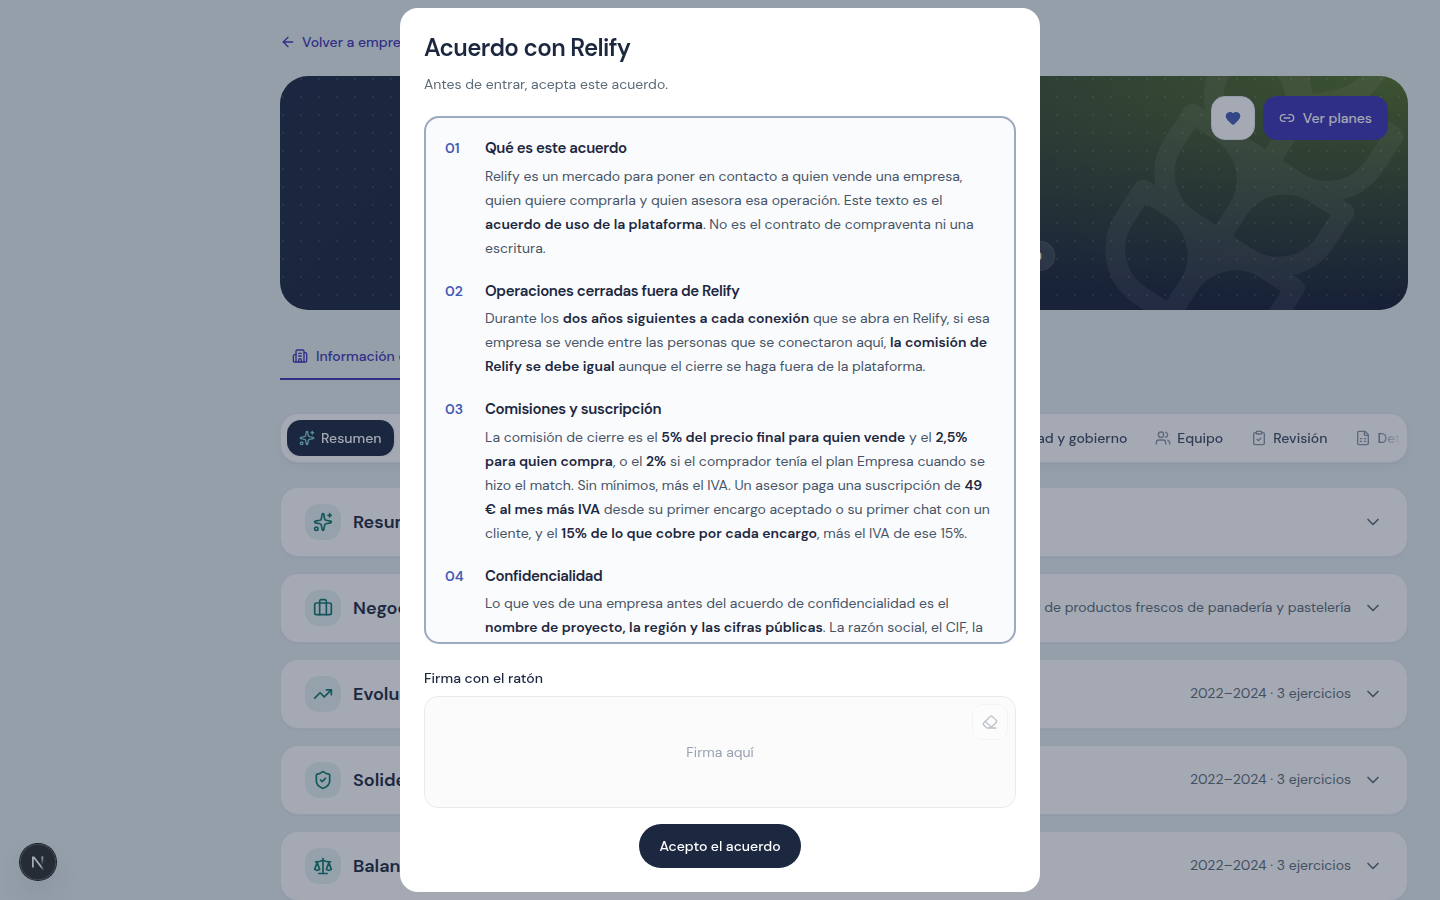 Volver a empre
Ver planes
Información
Resumen
ad y gobierno
Equipo
Revisión
De
Resum
Nego
de productos frescos de panadería y pastelería
Evolu
2022–2024 · 3 ejercicios
Solide
2022–2024 · 3 ejercicios
Balan
2022–2024 · 3 ejercicios
N
Acuerdo con Relify
Antes de entrar, acepta este acuerdo.
01 Qué es este acuerdo
Relify es un mercado para poner en contacto a quien vende una empresa,
quien quiere comprarla y quien asesora esa operación. Este texto es el
acuerdo de uso de la plataforma. No es el contrato de compraventa ni una
escritura.
02 Operaciones cerradas fuera de Relify
Durante los dos años siguientes a cada conexión que se abra en Relify, si esa
empresa se vende entre las personas que se conectaron aquí, la comisión de
Relify se debe igual aunque el cierre se haga fuera de la plataforma.
03 Comisiones y suscripción
La comisión de cierre es el 5% del precio final para quien vende y el 2,5%
para quien compra, o el 2% si el comprador tenía el plan Empresa cuando se
hizo el match. Sin mínimos, más el IVA. Un asesor paga una suscripción de 49
€ al mes más IVA desde su primer encargo aceptado o su primer chat con un
cliente, y el 15% de lo que cobre por cada encargo, más el IVA de ese 15%.
04 Confidencialidad
Lo que ves de una empresa antes del acuerdo de confidencialidad es el
nombre de proyecto, la región y las cifras públicas. La razón social, el CIF, la
Firma con el ratón
Firma aquí
Acepto el acuerdo